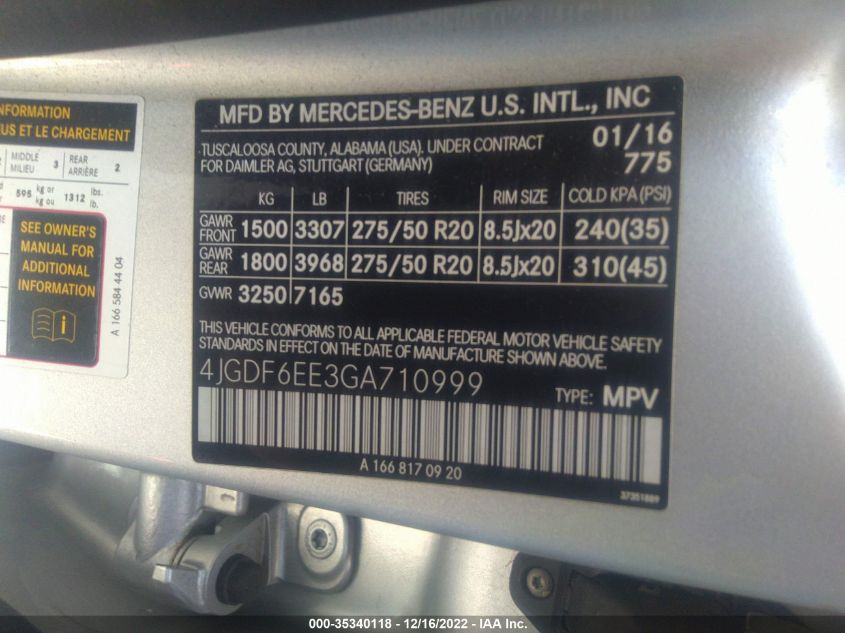 INFORMATION
US ET LE CHARGEMENT
MIDDLE MILIEU 3 REAR ARRIÈRE 2
595 kg or kg ou 1312 lbs. lb.
SEE OWNER'S
MANUAL FOR
ADDITIONAL
INFORMATION
A 166 584 44 04
MFD BY MERCEDES-BENZ U.S. INTL., INC
TUSCALOOSA COUNTY, ALABAMA (USA). UNDER CONTRACT
FOR DAIMLER AG, STUTTGART (GERMANY)
01/16
775
KG LB TIRES RIM SIZE COLD KPA (PSI)
GAWR FRONT 1500 3307 275/50 R20 8.5Jx20 240(35)
GAWR REAR 1800 3968 275/50 R20 8.5Jx20 310(45)
GVWR 3250 7165
THIS VEHICLE CONFORMS TO ALL APPLICABLE FEDERAL MOTOR VEHICLE SAFETY
STANDARDS IN EFFECT ON THE DATE OF MANUFACTURE SHOWN ABOVE.
4JGDF6EE3GA710999
TYPE: MPV
A 166 817 09 20
37351889
000-35340118 - 12/16/2022 - IAA Inc.